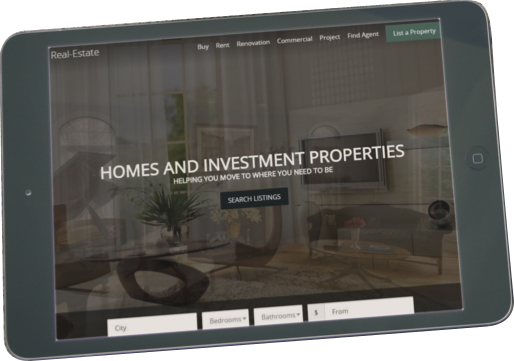 Real-Estate
Buy Rent Renovation Commercial Project Find Agent List a Property
HOMES AND INVESTMENT PROPERTIES
HELPING YOU MOVE TO WHERE YOU NEED TO BE
SEARCH LISTINGS
City Bedrooms Bathrooms $ From